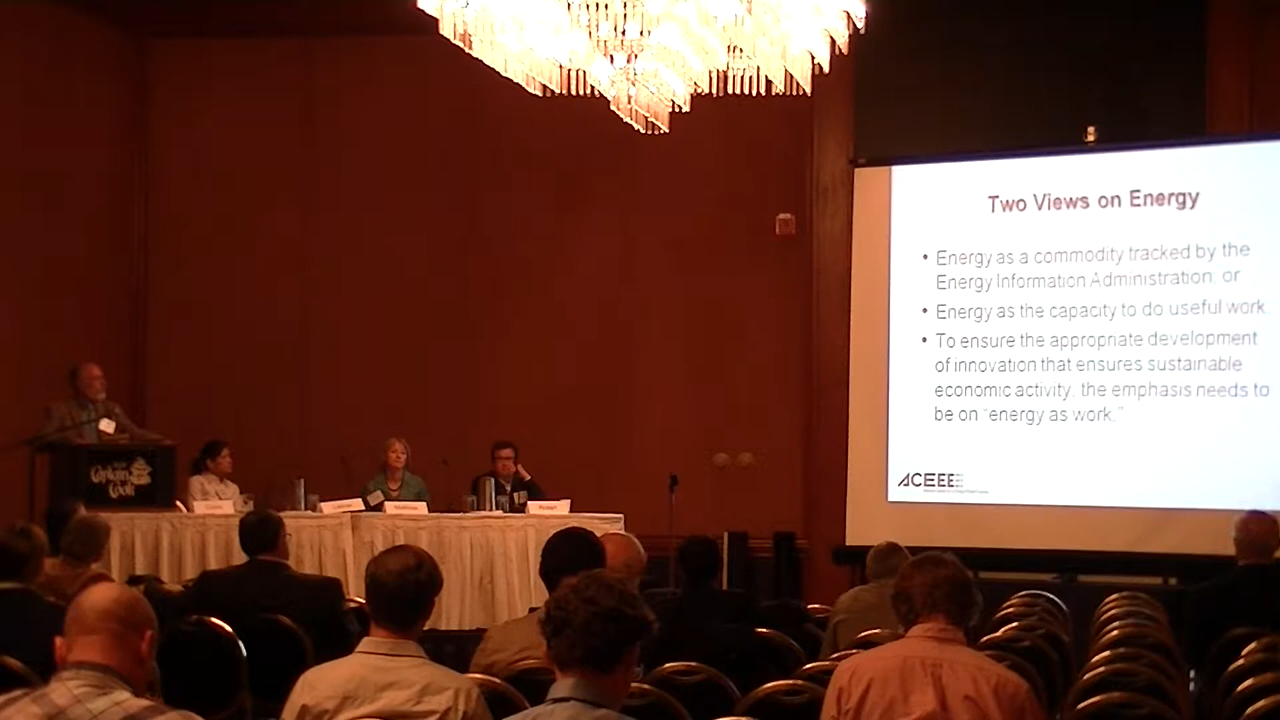 Two Views on Energy
• Energy as a commodity tracked by the
Energy Information Administration, or
• Energy as the capacity to do useful work.
• To ensure the appropriate development
of innovation that ensures sustainable
economic activity, the emphasis needs to
be on "energy as work."
ACEEE
Captain
Cook